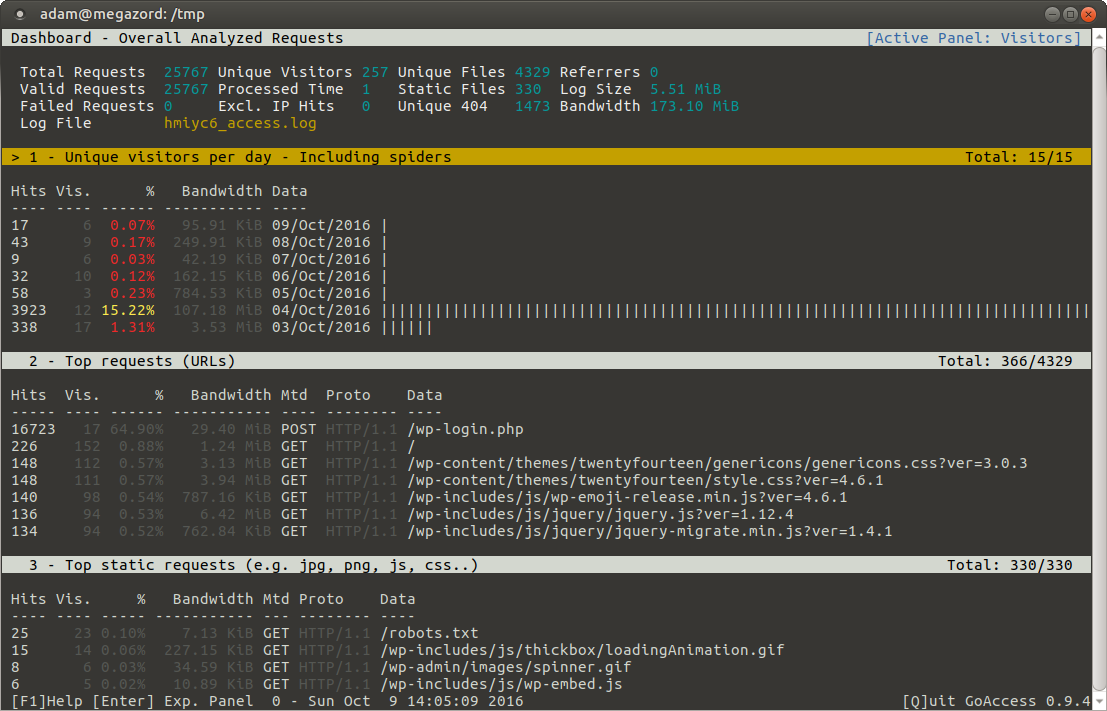 adam@megazord: /tmp
Dashboard - Overall Analyzed Requests [Active Panel: Visitors]
Total Requests 25767 Unique Visitors 257 Unique Files 4329 Referrers 0
Valid Requests 25767 Processed Time 1 Static Files 330 Log Size 5.51 MiB
Failed Requests 0 Excl. IP Hits 0 Unique 404 1473 Bandwidth 173.10 MiB
Log File hmiyc6_access.log
> 1 - Unique visitors per day - Including spiders Total: 15/15
Hits Vis. % Bandwidth Data
---- ---- ------ ----------- ----
17 6 0.07% 95.91 KiB 09/Oct/2016 |
43 9 0.17% 249.91 KiB 08/Oct/2016 |
9 6 0.03% 42.19 KiB 07/Oct/2016 |
32 10 0.12% 162.15 KiB 06/Oct/2016 |
58 3 0.23% 784.53 KiB 05/Oct/2016 |
3923 12 15.22% 107.18 MiB 04/Oct/2016 |||||||||||||||||||||||||||||||||||||||||||||||||||||||||||||||||||||||||||||||
338 17 1.31% 3.53 MiB 03/Oct/2016 ||||||
2 - Top requests (URLs) Total: 366/4329
Hits Vis. % Bandwidth Mtd Proto Data
----- ---- ------ ----------- ---- -------- ----
16723 17 64.90% 29.40 MiB POST HTTP/1.1 /wp-login.php
226 152 0.88% 1.24 MiB GET HTTP/1.1 /
148 112 0.57% 3.13 MiB GET HTTP/1.1 /wp-content/themes/twentyfourteen/genericons/genericons.css?ver=3.0.3
148 111 0.57% 3.94 MiB GET HTTP/1.1 /wp-content/themes/twentyfourteen/style.css?ver=4.6.1
140 98 0.54% 787.16 KiB GET HTTP/1.1 /wp-includes/js/wp-emoji-release.min.js?ver=4.6.1
136 94 0.53% 6.42 MiB GET HTTP/1.1 /wp-includes/js/jquery/jquery.js?ver=1.12.4
134 94 0.52% 762.84 KiB GET HTTP/1.1 /wp-includes/js/jquery/jquery-migrate.min.js?ver=1.4.1
3 - Top static requests (e.g. jpg, png, js, css..) Total: 330/330
Hits Vis. % Bandwidth Mtd Proto Data
---- ---- ----- ----------- --- -------- ----
25 23 0.10% 7.13 KiB GET HTTP/1.1 /robots.txt
15 14 0.06% 227.15 KiB GET HTTP/1.1 /wp-includes/js/thickbox/loadingAnimation.gif
8 6 0.03% 34.59 KiB GET HTTP/1.1 /wp-admin/images/spinner.gif
6 5 0.02% 10.89 KiB GET HTTP/1.1 /wp-includes/js/wp-embed.js
[F1]Help [Enter] Exp. Panel 0 - Sun Oct 9 14:05:09 2016 [Q]uit GoAccess 0.9.4